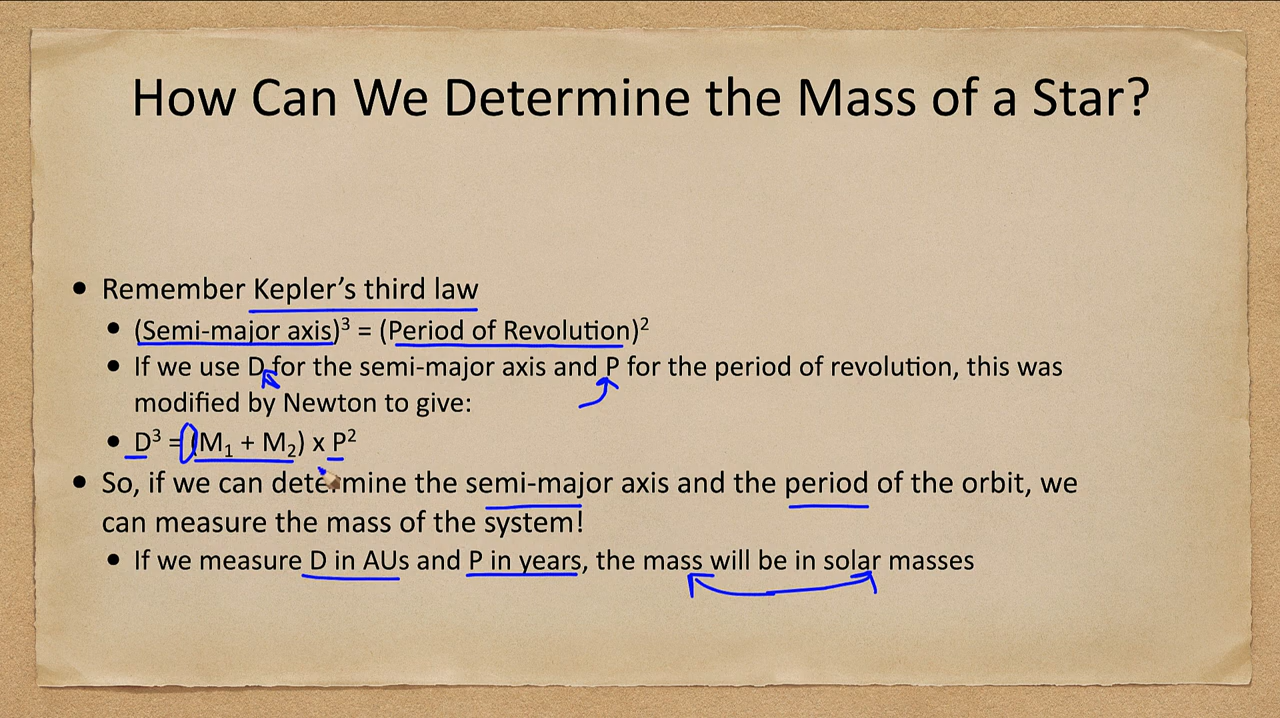 How Can We Determine the Mass of a Star?
• Remember Kepler’s third law
• (Semi-major axis)³ = (Period of Revolution)²
• If we use D for the semi-major axis and P for the period of revolution, this was
modified by Newton to give:
• D³ = (M₁ + M₂) x P²
• So, if we can determine the semi-major axis and the period of the orbit, we
can measure the mass of the system!
• If we measure D in AUs and P in years, the mass will be in solar masses